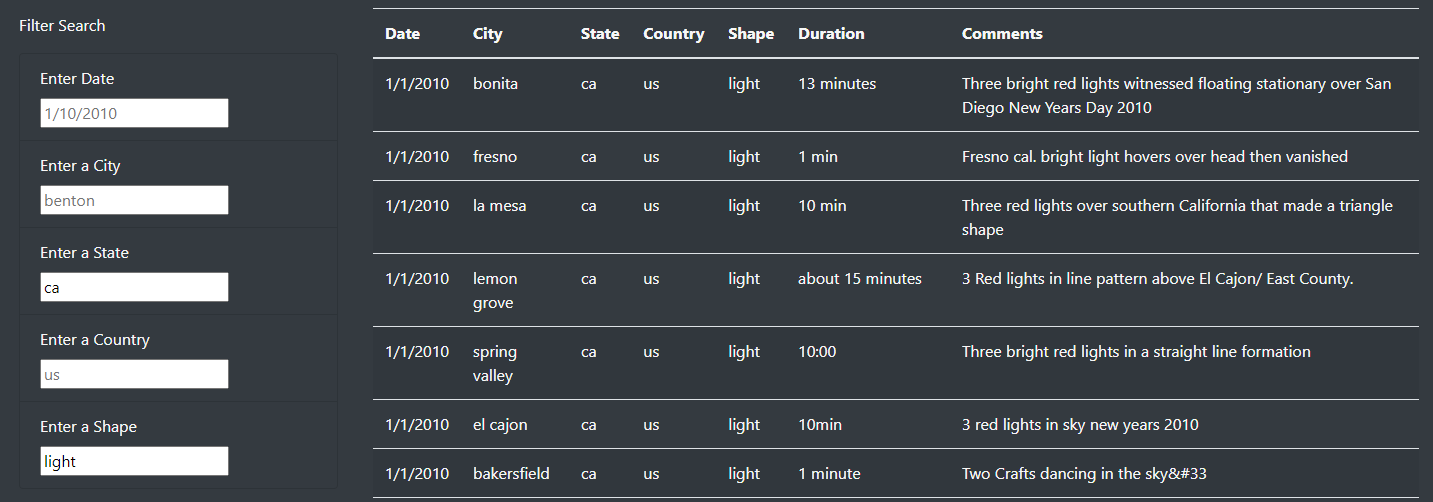 Filter Search
Enter Date
1/10/2010
Enter a City
benton
Enter a State
ca
Enter a Country
us
Enter a Shape
light
Date City State Country Shape Duration Comments
1/1/2010 bonita ca us light 13 minutes Three bright red lights witnessed floating stationary over San
Diego New Years Day 2010
1/1/2010 fresno ca us light 1 min Fresno cal. bright light hovers over head then vanished
1/1/2010 la mesa ca us light 10 min Three red lights over southern California that made a triangle
shape
1/1/2010 lemon ca us light about 15 minutes 3 Red lights in line pattern above El Cajon/ East County.
grove
1/1/2010 spring ca us light 10:00 Three bright red lights in a straight line formation
valley
1/1/2010 el cajon ca us light 10min 3 red lights in sky new years 2010
1/1/2010 bakersfield ca us light 1 minute Two Crafts dancing in the sky&#33